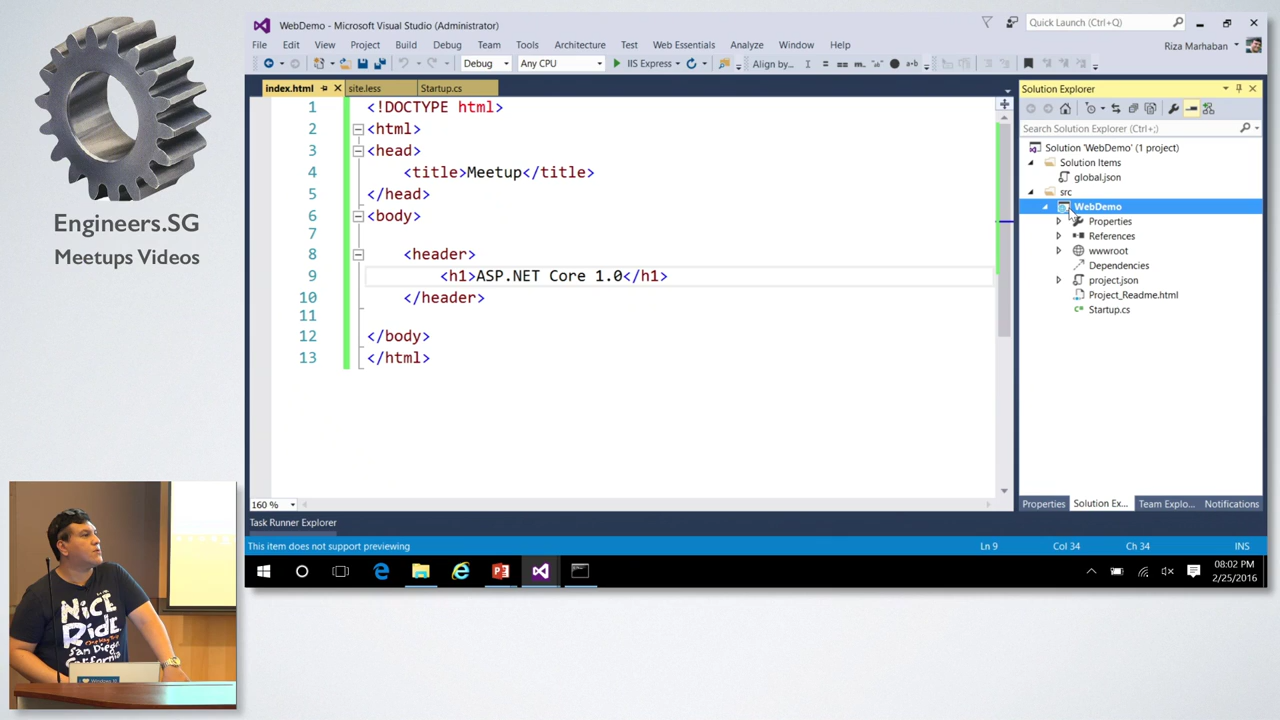 Engineers.SG
Meetups Videos
WebDemo - Microsoft Visual Studio (Administrator)
Quick Launch (Ctrl+Q)
File Edit View Project Build Debug Team Tools Architecture Test Web Essentials Analyze Window Help
Riza Marhaban
Debug Any CPU IIS Express Align by...
index.html site.less Startup.cs
1 <!DOCTYPE html>
2 <html>
3 <head>
4 <title>Meetup</title>
5 </head>
6 <body>
7
8 <header>
9 <h1>ASP.NET Core 1.0</h1>
10 </header>
11
12 </body>
13 </html>
160 %
Task Runner Explorer
This item does not support previewing
Ln 9 Col 34 Ch 34 INS
Solution Explorer
Search Solution Explorer (Ctrl+;)
Solution 'WebDemo' (1 project)
Solution Items
global.json
src
WebDemo
Properties
References
wwwroot
Dependencies
project.json
Project_Readme.html
Startup.cs
Properties Solution Ex... Team Explo... Notifications
08:02 PM
2/25/2016
NiCE
RiDE
San Diego
California
Windows 10